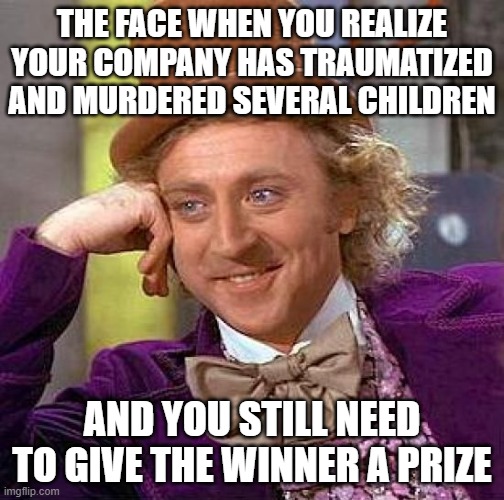 THE FACE WHEN YOU REALIZE
YOUR COMPANY HAS TRAUMATIZED
AND MURDERED SEVERAL CHILDREN
AND YOU STILL NEED
TO GIVE THE WINNER A PRIZE
imgflip.com